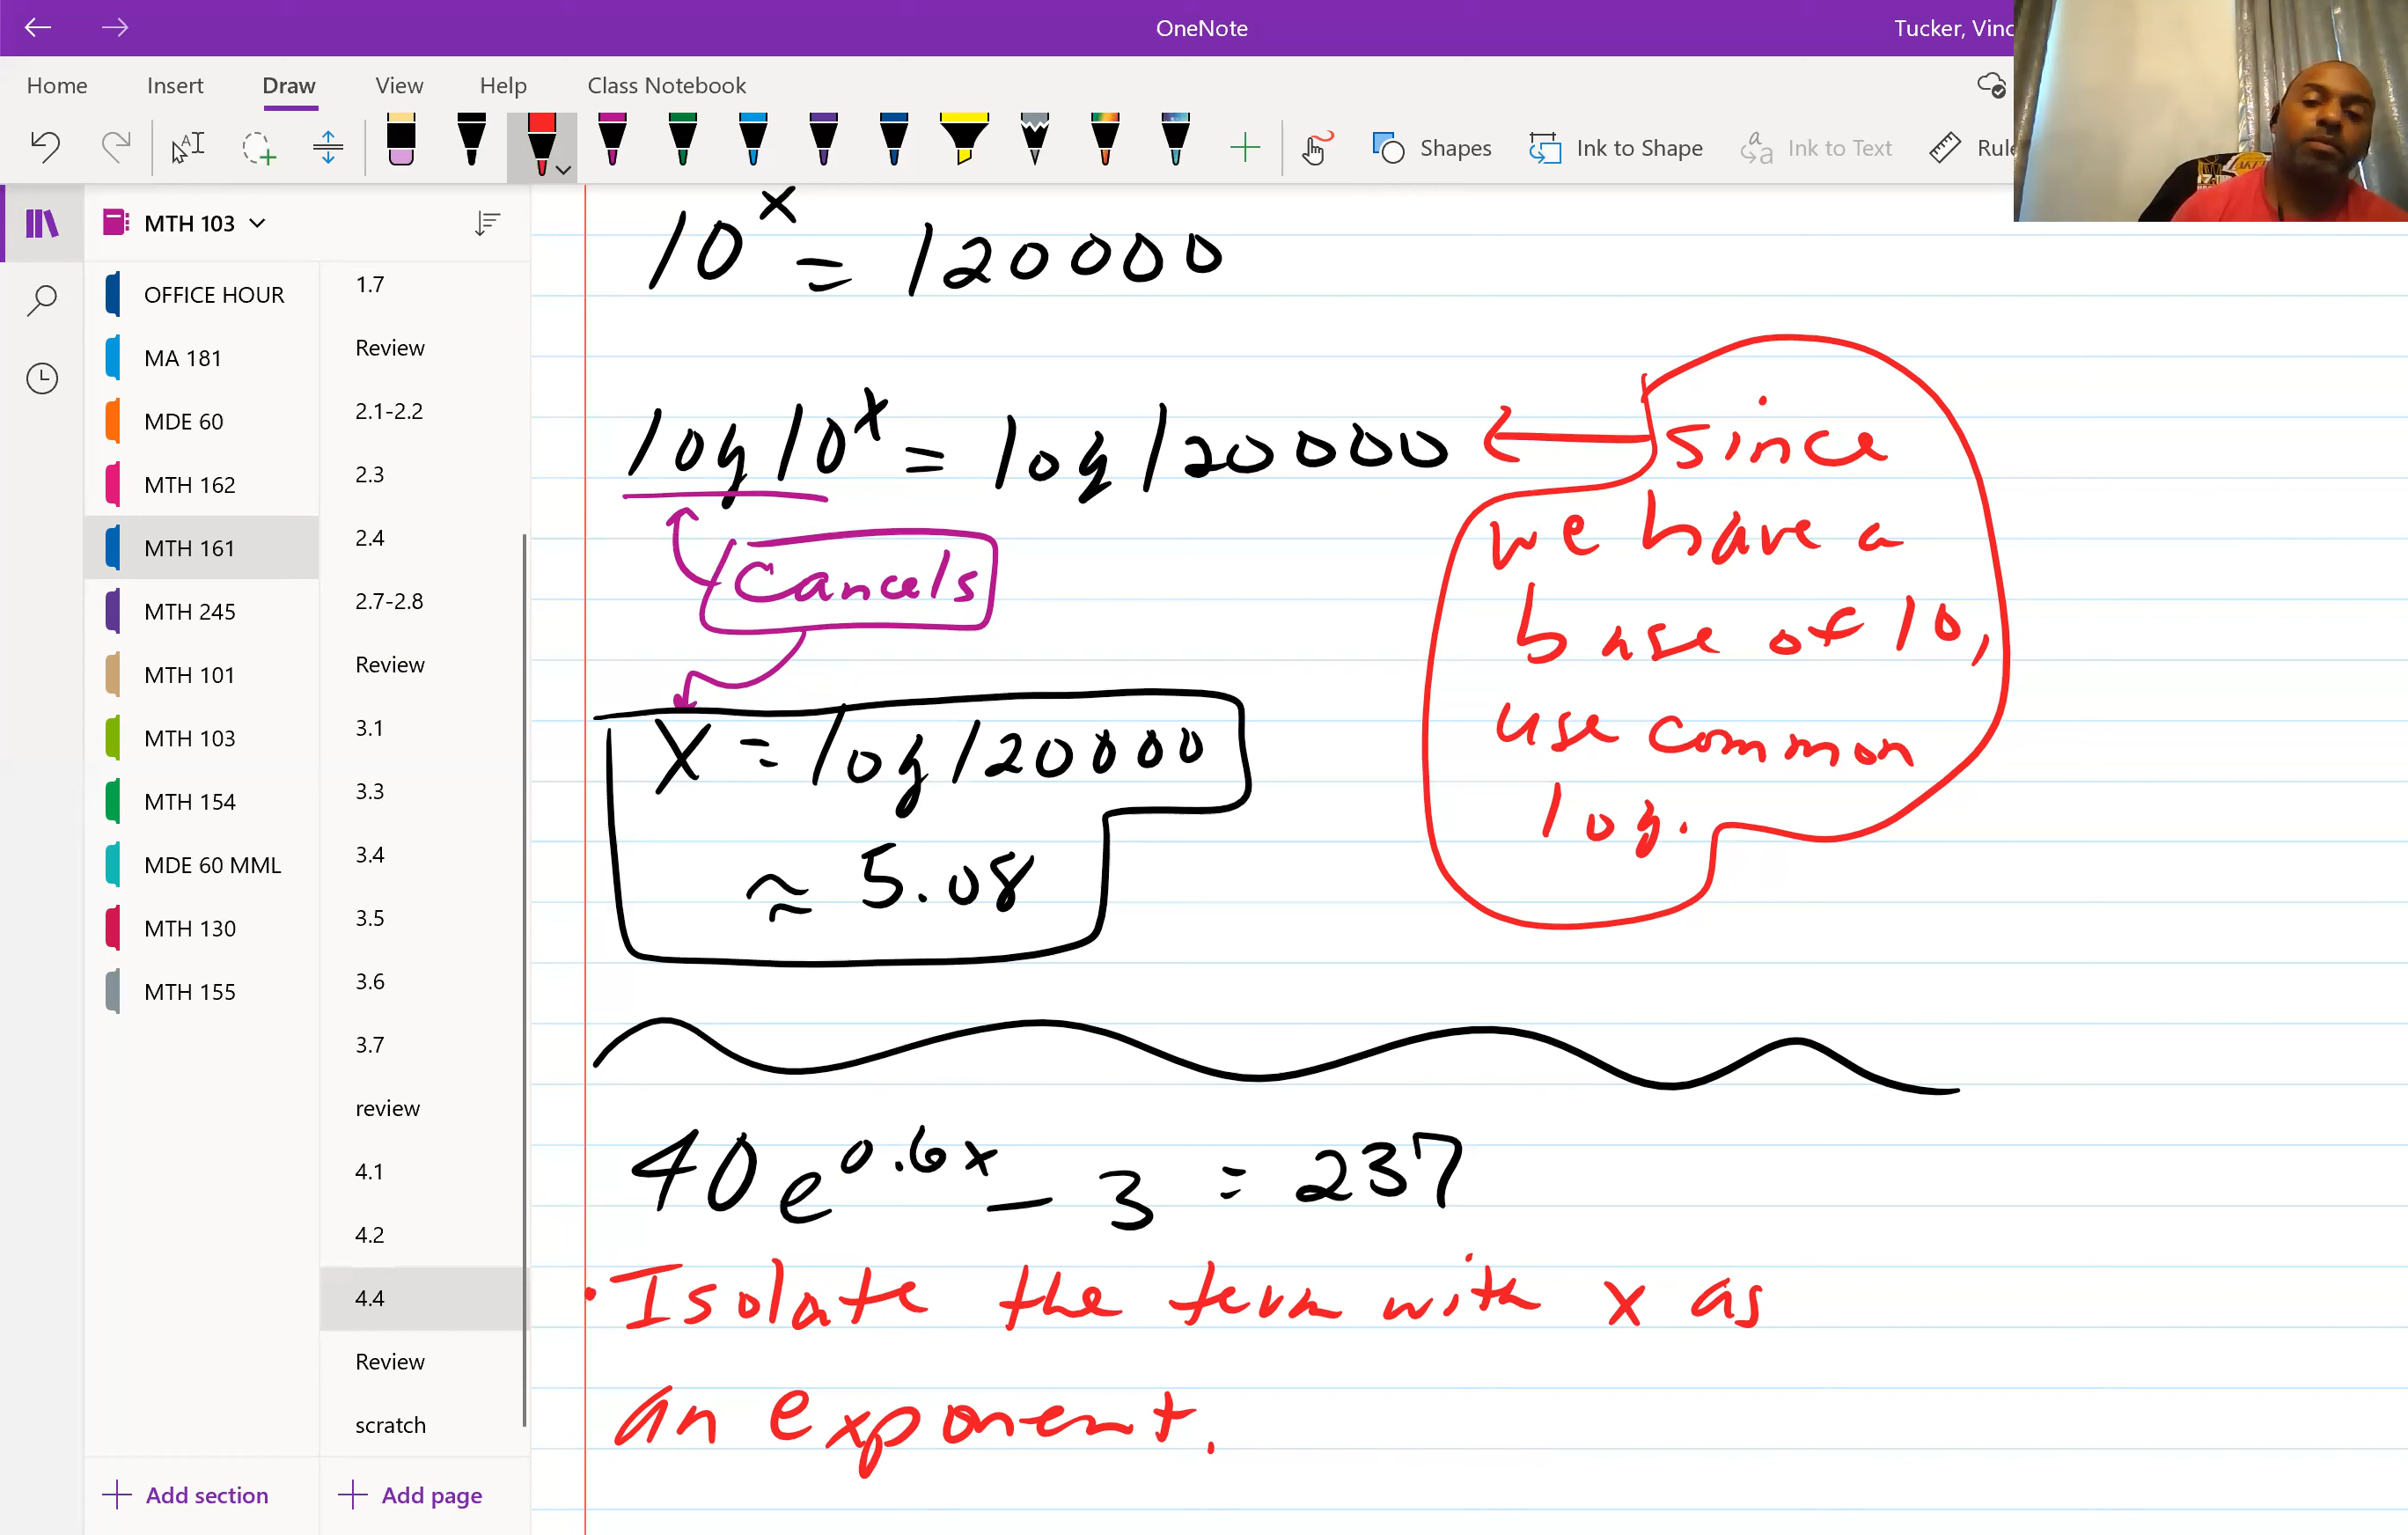 OneNote
Tucker, Vinc
Home Insert Draw View Help Class Notebook
Shapes Ink to Shape Ink to Text Rule
MTH 103
OFFICE HOUR
MA 181
MDE 60
MTH 162
MTH 161
MTH 245
MTH 101
MTH 103
MTH 154
MDE 60 MML
MTH 130
MTH 155
Add section
1.7
Review
2.1-2.2
2.3
2.4
2.7-2.8
Review
3.1
3.3
3.4
3.5
3.6
3.7
review
4.1
4.2
4.4
Review
scratch
Add page
10^x = 120000
log 10^x = log 120000
Cancels
x = log 120000
≈ 5.08
since
we have a
base of 10,
use common
log.
40e^0.6x - 3 = 237
• Isolate the term with x as
an exponent.